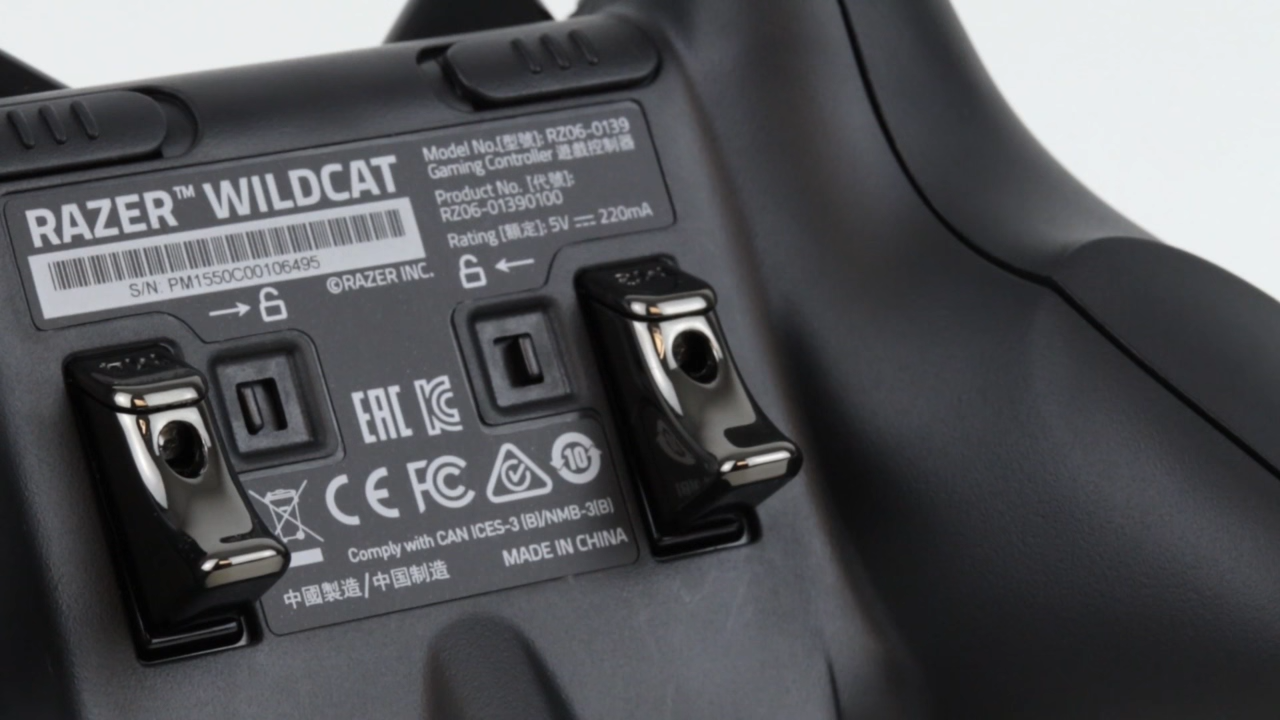 RAZER™ WILDCAT
S/N: PM1550C00106495
©RAZER INC.
Model No.[型號]: RZ06-0139
Gaming Controller 遊戲控制器
Product No. [代號]:
RZ06-01390100
Rating [額定]: 5V ⎓ 220mA
EAC
CE FC 10
Comply with CAN ICES-3 (B)/NMB-3(B)
MADE IN CHINA
中國製造/中国制造